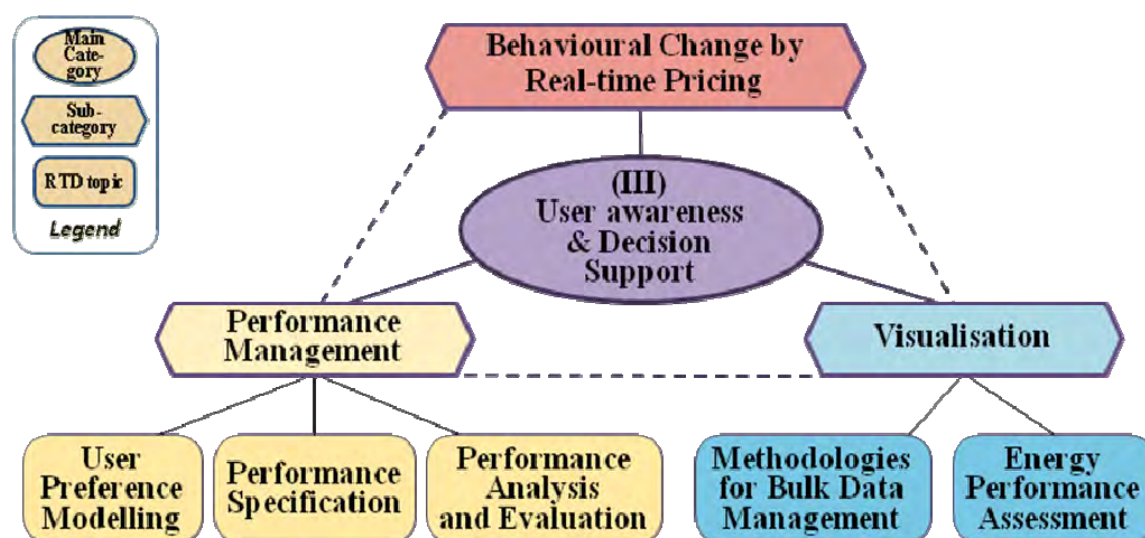 Main
Cate-
gory
Sub-
category
RTD topic
Legend
Behavioural Change by
Real-time Pricing
(III)
User awareness
& Decision
Support
Performance
Management
Visualisation
User
Preference
Modelling
Performance
Specification
Performance
Analysis
and Evaluation
Methodologies
for Bulk Data
Management
Energy
Performance
Assessment